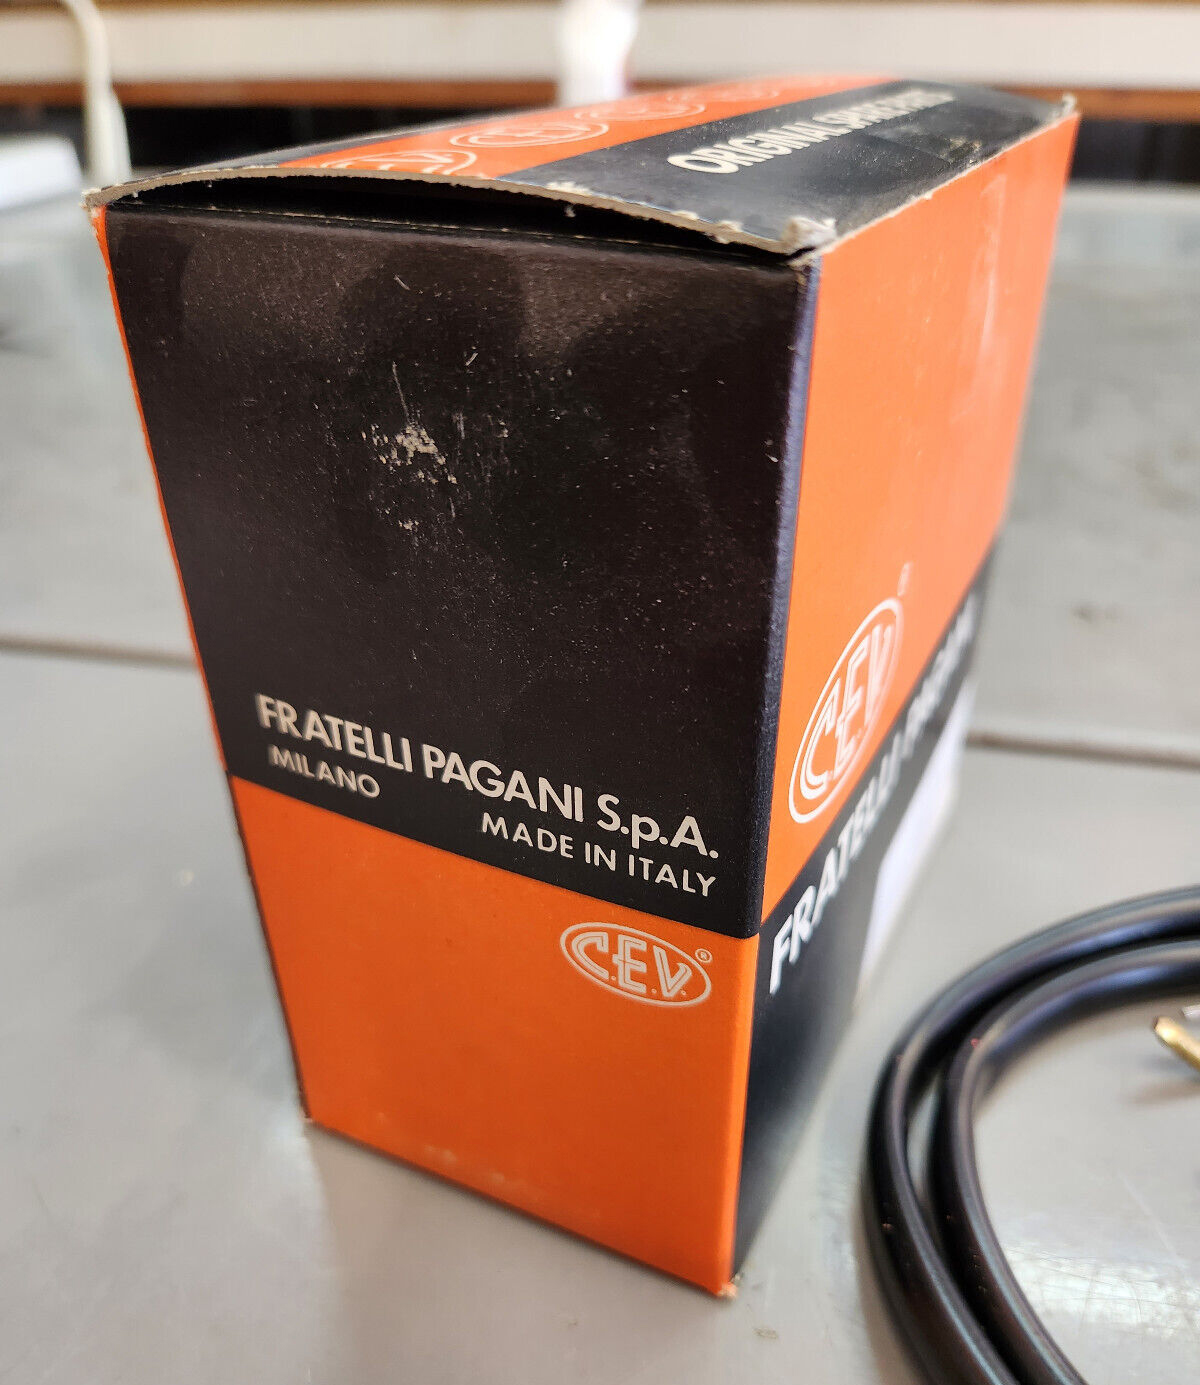 C.E.V.
C.E.V.
ORIGINAL SPARE PARTS
FRATELLI PAGANI S.p.A.
MILANO
MADE IN ITALY
C.E.V.®
C.E.V.
FRATELLI PAGANI